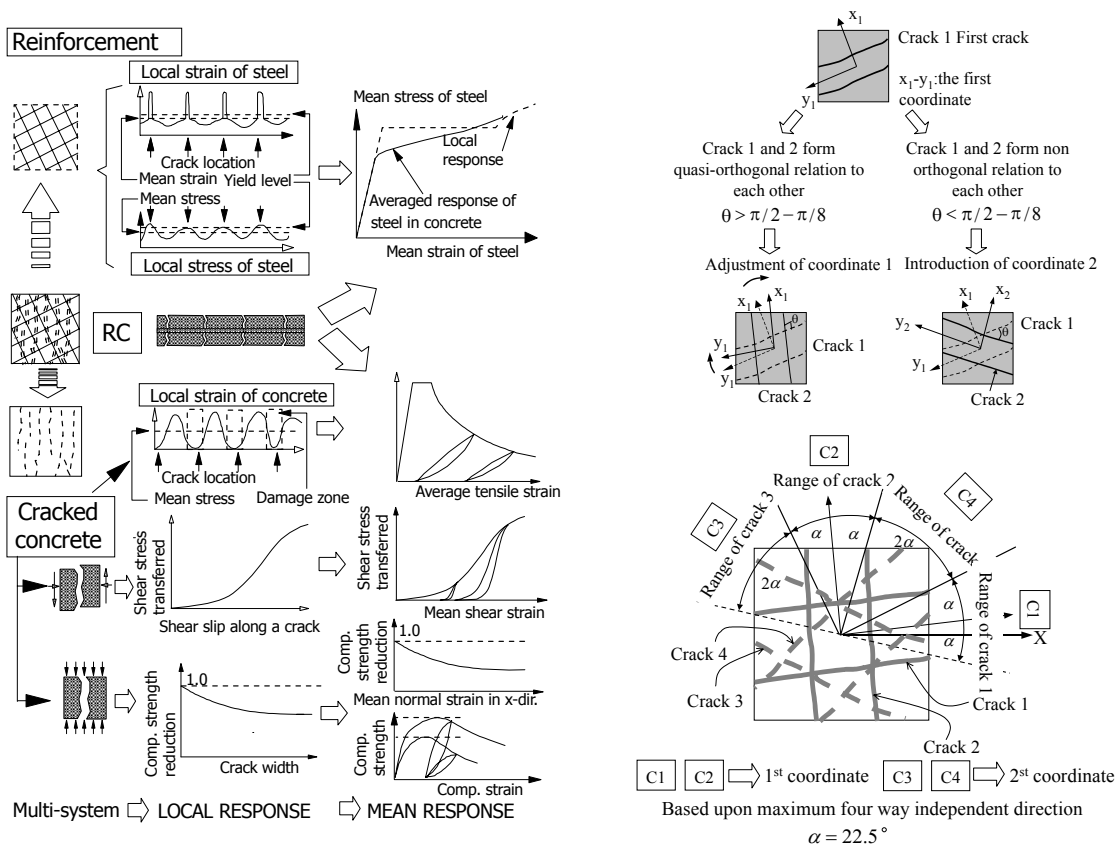 Reinforcement
Local strain of steel
Crack location
Mean strain
Yield level
Mean stress
Local stress of steel
Mean stress of steel
Local
response
Averaged response of
steel in concrete
Mean strain of steel
RC
Local strain of concrete
Crack location
Mean stress
Damage zone
Average tensile strain
Cracked
concrete
Shear stress
transferred
Shear slip along a crack
Shear stress
transferred
Mean shear strain
1.0
Comp. strength
reduction
Crack width
1.0
Comp.
strength
reduction
Mean normal strain in x-dir.
Comp.
strength
Comp. strain
Multi-system
LOCAL RESPONSE
MEAN RESPONSE
x₁
y₁
Crack 1 First crack
x₁-y₁:the first
coordinate
Crack 1 and 2 form
quasi-orthogonal relation to
each other
θ > π/2 − π/8
Crack 1 and 2 form non
orthogonal relation to
each other
θ < π/2 − π/8
Adjustment of coordinate 1
x₁
x₁
θ
y₁
y₁
Crack 1
Crack 2
Introduction of coordinate 2
x₁
x₂
y₂
θ
y₁
Crack 1
Crack 2
C2
Range of crack 2
C3
Range of crack 3
C4
Range of crack
α
α
2α
2α
α
α
Range of crack 1
C1
X
Crack 4
Crack 3
Crack 1
Crack 2
C1 C2 1ˢᵗ coordinate C3 C4 2ˢᵗ coordinate
Based upon maximum four way independent direction
α = 22.5°